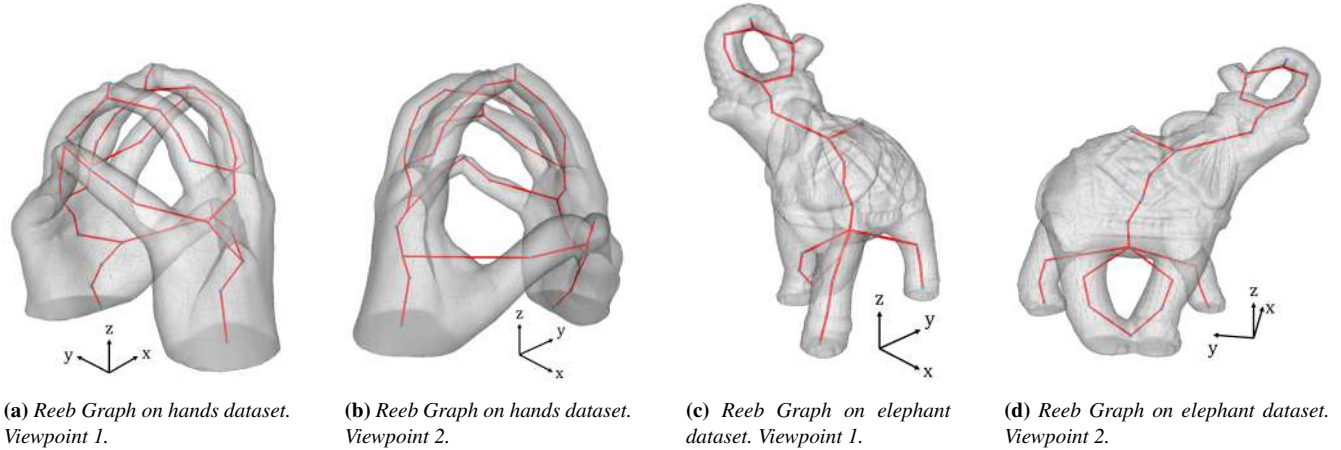 z
y
x
z
y
x
z
y
x
z
x
y
(a) Reeb Graph on hands dataset.
Viewpoint 1.
(b) Reeb Graph on hands dataset.
Viewpoint 2.
(c) Reeb Graph on elephant
dataset. Viewpoint 1.
(d) Reeb Graph on elephant dataset.
Viewpoint 2.